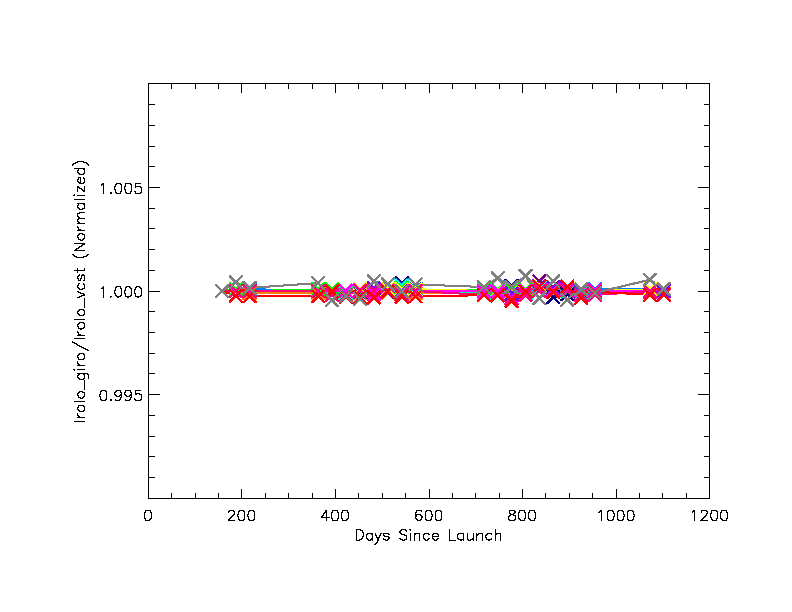 Irolo_giro/Irolo_vcst (Normalized)
1.005
1.000
0.995
0 200 400 600 800 1000 1200
Days Since Launch